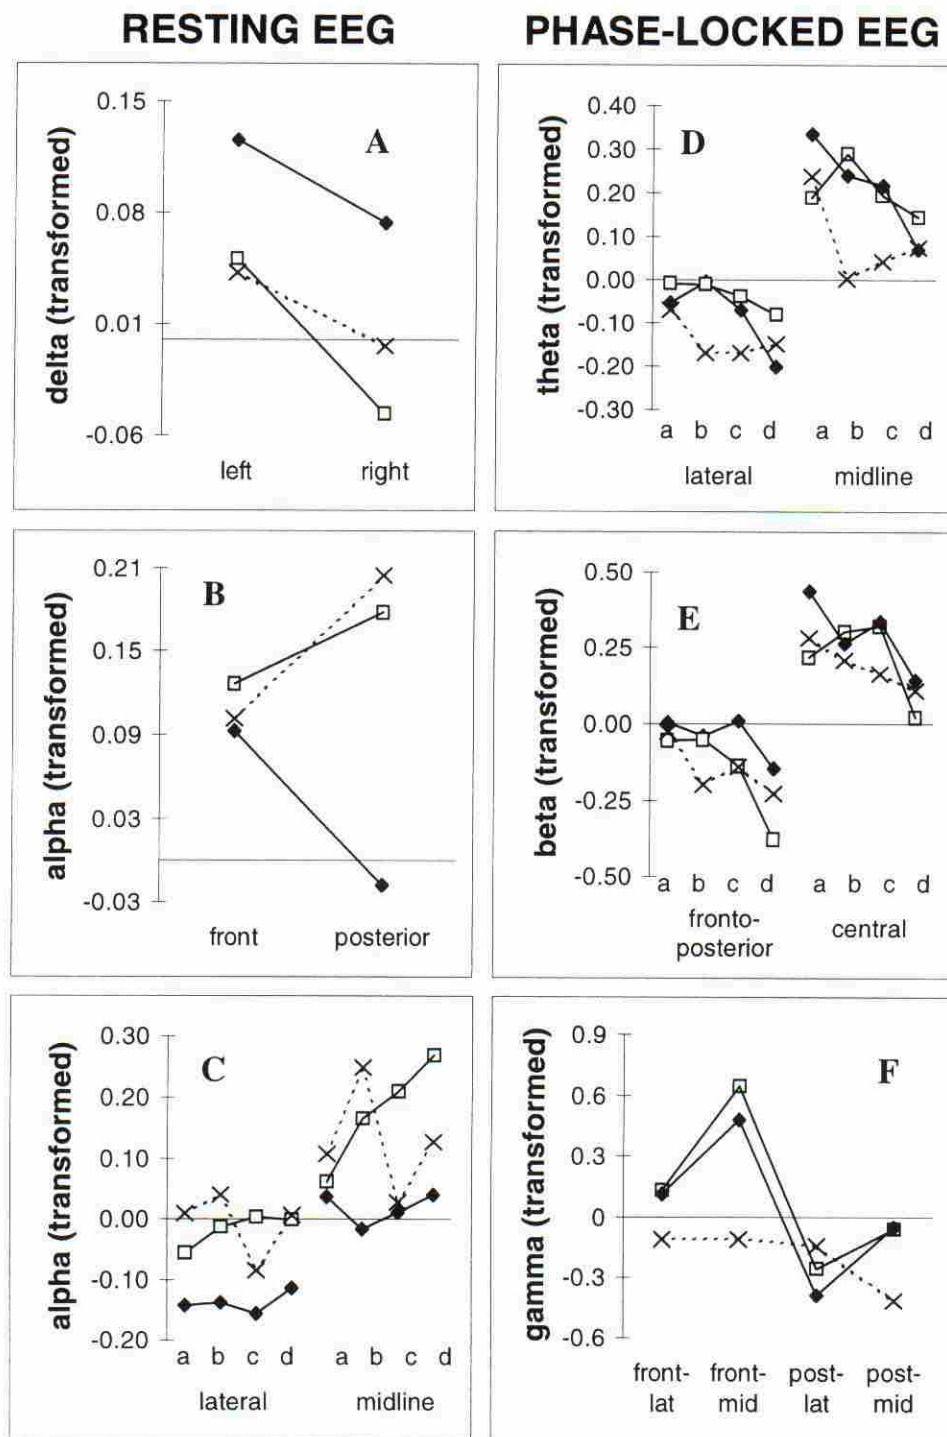 RESTING EEG
PHASE-LOCKED EEG
A
delta (transformed)
0.15
0.08
0.01
-0.06
left right
B
alpha (transformed)
0.21
0.15
0.09
0.03
-0.03
front posterior
C
alpha (transformed)
0.30
0.20
0.10
0.00
-0.10
-0.20
a b c d a b c d
lateral midline
D
theta (transformed)
0.40
0.30
0.20
0.10
0.00
-0.10
-0.20
-0.30
a b c d a b c d
lateral midline
E
beta (transformed)
0.50
0.25
0.00
-0.25
-0.50
a b c d a b c d
fronto-
posterior central
F
gamma (transformed)
0.9
0.6
0.3
0
-0.3
-0.6
front- front- post- post-
lat mid lat mid